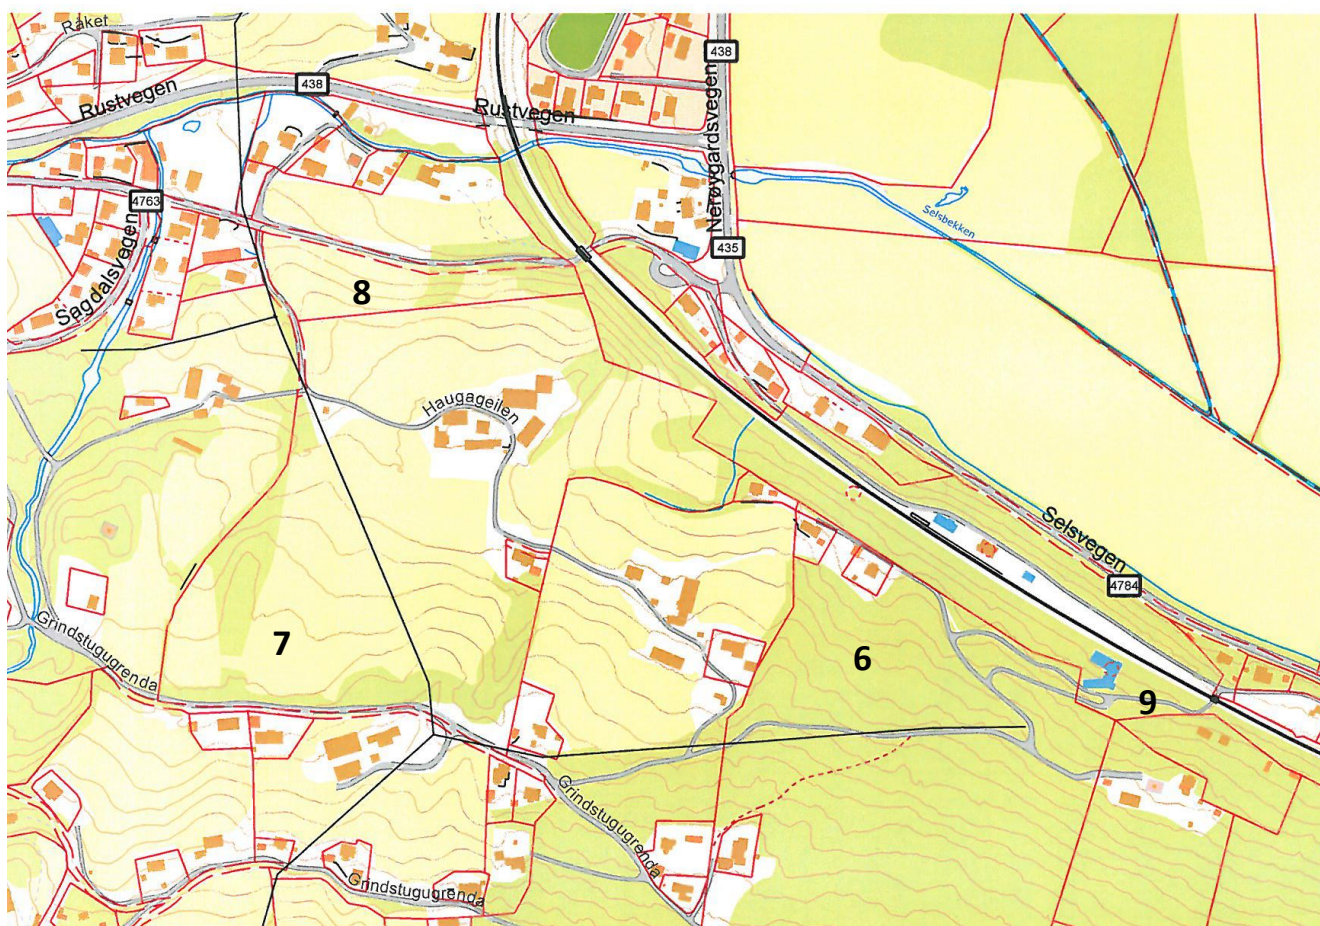 Råket
438
438
Rustvegen
Rustvegen
Nerøygardsvegen
4763
Selsbekken
435
Sagdalsvegen
8
Haugageilen
Selsvegen
4784
Grindstugugrenda
7
6
9
Grindstugugrenda
Grindstugugrenda